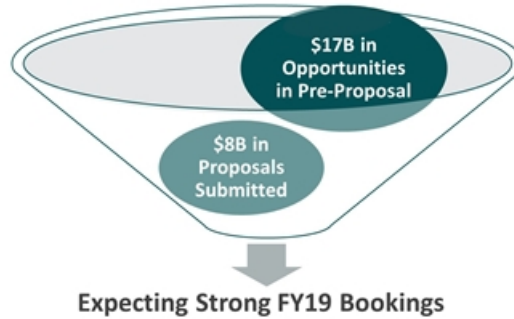 $17B in
Opportunities
in Pre-Proposal
$8B in
Proposals
Submitted
Expecting Strong FY19 Bookings